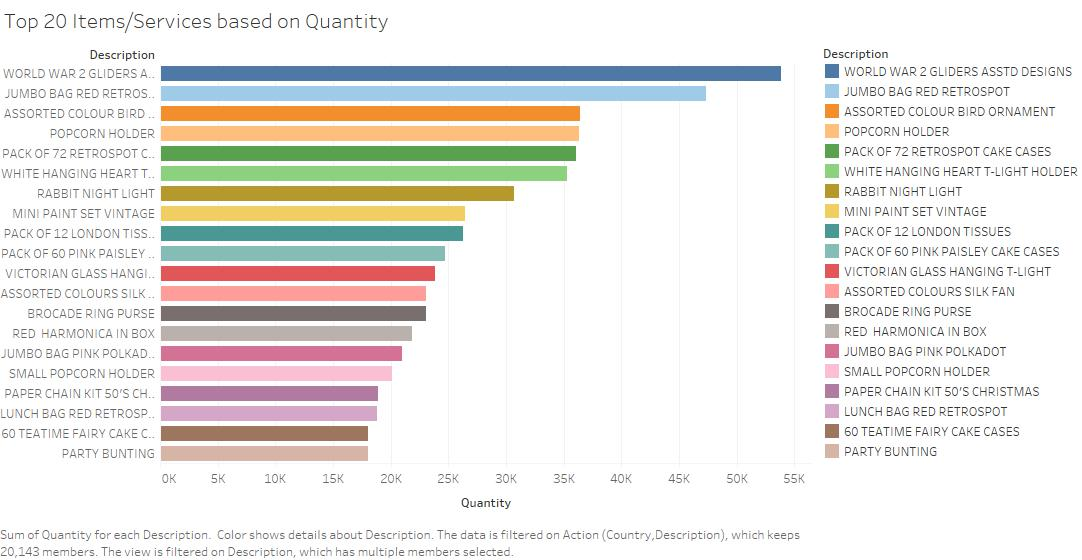 Top 20 Items/Services based on Quantity
Description
WORLD WAR 2 GLIDERS A..
JUMBO BAG RED RETROS..
ASSORTED COLOUR BIRD ..
POPCORN HOLDER
PACK OF 72 RETROSPOT C..
WHITE HANGING HEART T..
RABBIT NIGHT LIGHT
MINI PAINT SET VINTAGE
PACK OF 12 LONDON TISS..
PACK OF 60 PINK PAISLEY ..
VICTORIAN GLASS HANGI..
ASSORTED COLOURS SILK ..
BROCADE RING PURSE
RED  HARMONICA IN BOX
JUMBO BAG PINK POLKAD..
SMALL POPCORN HOLDER
PAPER CHAIN KIT 50'S CH..
LUNCH BAG RED RETROSP..
60 TEATIME FAIRY CAKE C..
PARTY BUNTING
0K 5K 10K 15K 20K 25K 30K 35K 40K 45K 50K 55K
Quantity
Description
WORLD WAR 2 GLIDERS ASSTD DESIGNS
JUMBO BAG RED RETROSPOT
ASSORTED COLOUR BIRD ORNAMENT
POPCORN HOLDER
PACK OF 72 RETROSPOT CAKE CASES
WHITE HANGING HEART T-LIGHT HOLDER
RABBIT NIGHT LIGHT
MINI PAINT SET VINTAGE
PACK OF 12 LONDON TISSUES
PACK OF 60 PINK PAISLEY CAKE CASES
VICTORIAN GLASS HANGING T-LIGHT
ASSORTED COLOURS SILK FAN
BROCADE RING PURSE
RED  HARMONICA IN BOX
JUMBO BAG PINK POLKADOT
SMALL POPCORN HOLDER
PAPER CHAIN KIT 50'S CHRISTMAS
LUNCH BAG RED RETROSPOT
60 TEATIME FAIRY CAKE CASES
PARTY BUNTING
Sum of Quantity for each Description.  Color shows details about Description. The data is filtered on Action (Country,Description), which keeps
20,143 members. The view is filtered on Description, which has multiple members selected.